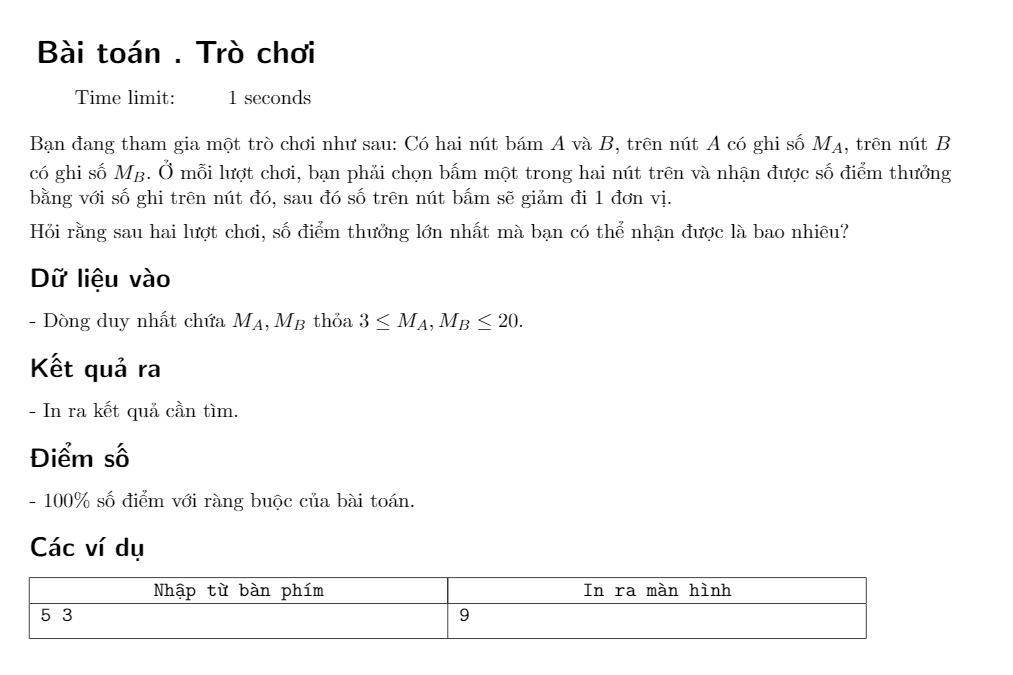 Bài toán . Trò chơi
Time limit: 1 seconds
Bạn đang tham gia một trò chơi như sau: Có hai nút bám A và B, trên nút A có ghi số M_A, trên nút B
có ghi số M_B. Ở mỗi lượt chơi, bạn phải chọn bấm một trong hai nút trên và nhận được số điểm thưởng
bằng với số ghi trên nút đó, sau đó số trên nút bấm sẽ giảm đi 1 đơn vị.
Hỏi rằng sau hai lượt chơi, số điểm thưởng lớn nhất mà bạn có thể nhận được là bao nhiêu?
Dữ liệu vào
- Dòng duy nhất chứa M_A, M_B thỏa 3 ≤ M_A, M_B ≤ 20.
Kết quả ra
- In ra kết quả cần tìm.
Điểm số
- 100% số điểm với ràng buộc của bài toán.
Các ví dụ
Nhập từ bàn phím In ra màn hình
5 3 9